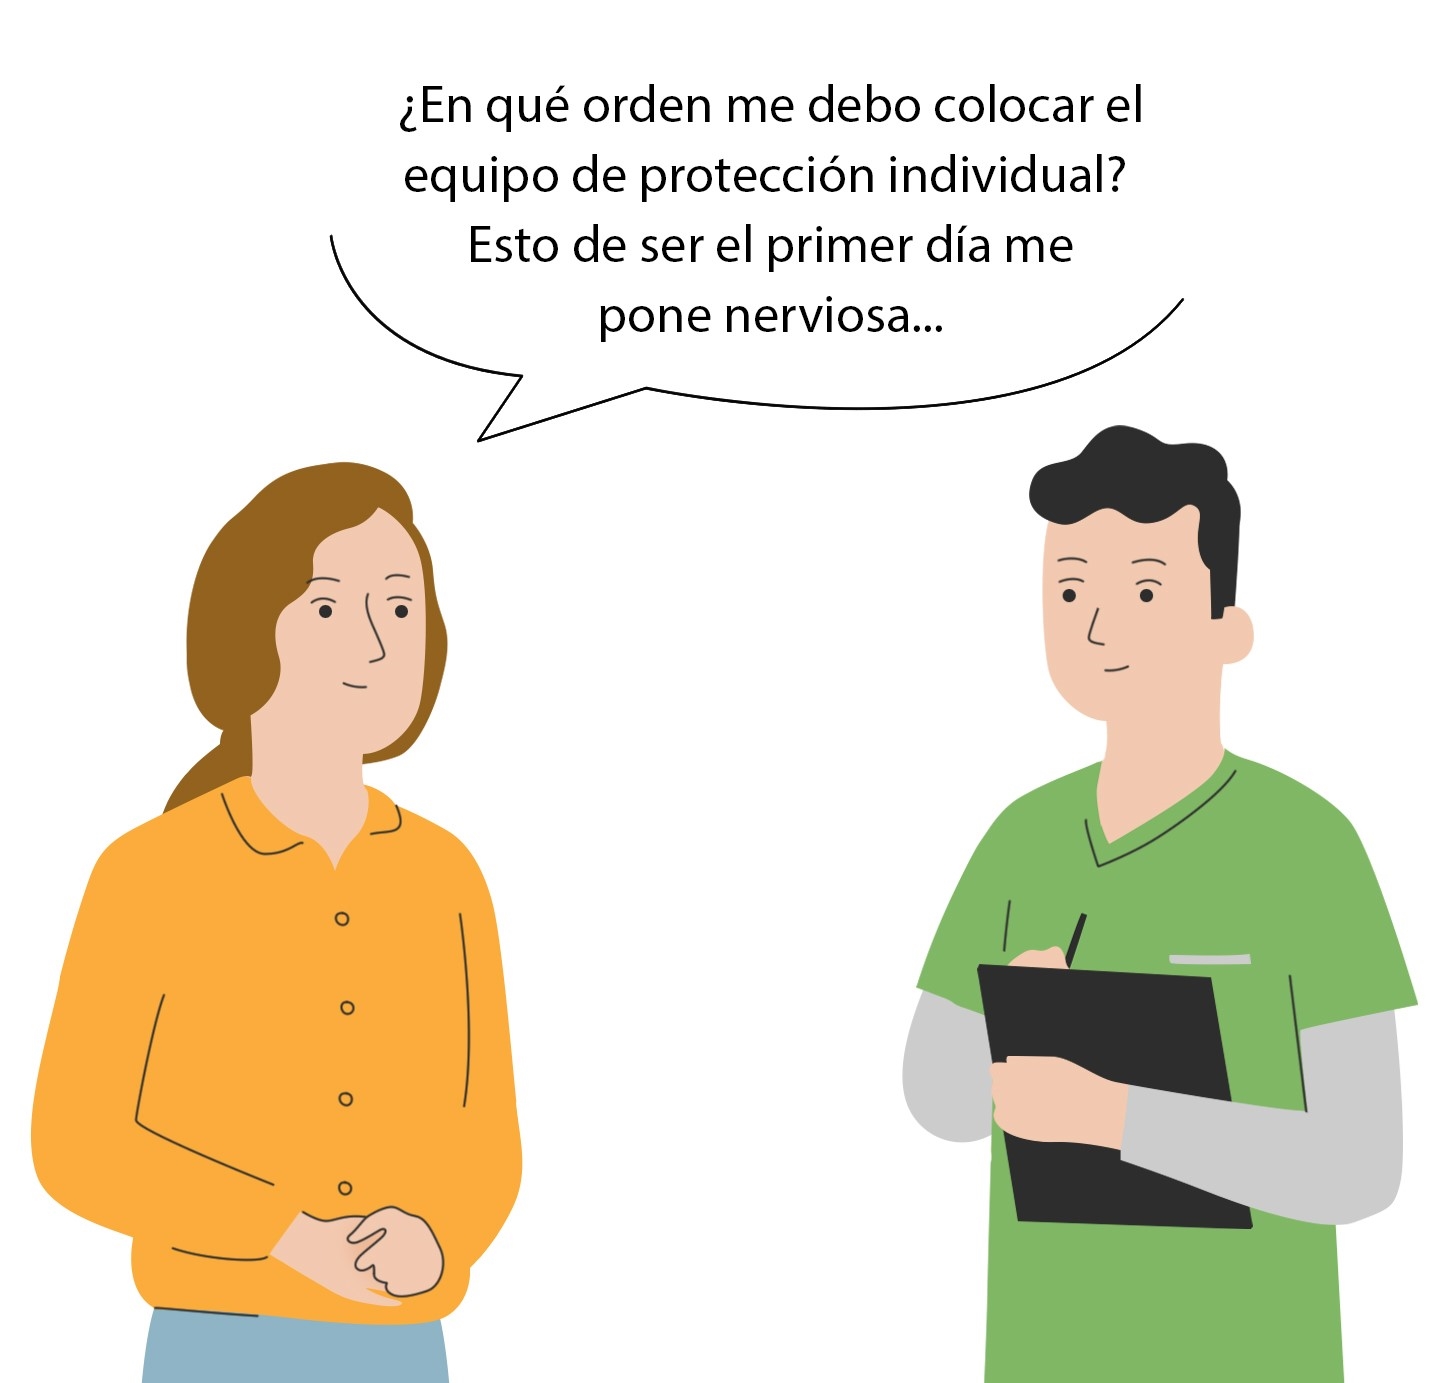 ¿En qué orden me debo colocar el
equipo de protección individual?
Esto de ser el primer día me
pone nerviosa...